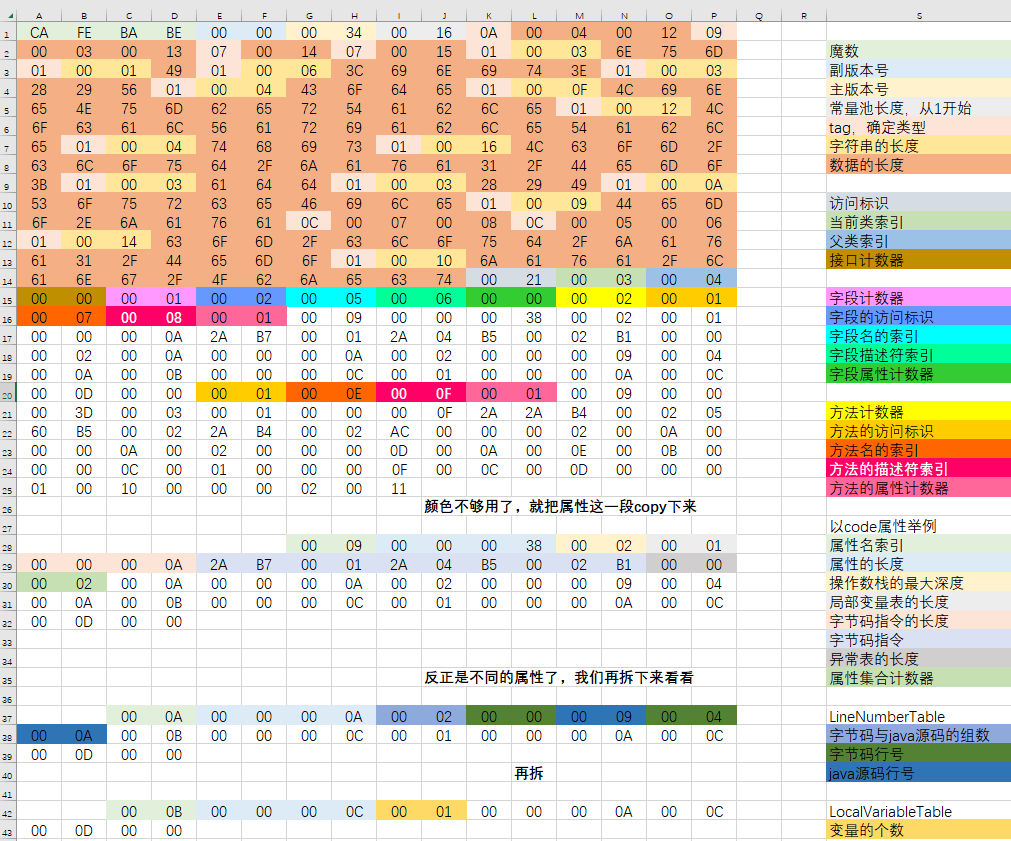 A B C D E F G H I J K L M N O P Q R S
1 CA FE BA BE 00 00 00 34 00 16 0A 00 04 00 12 09
2 00 03 00 13 07 00 14 07 00 15 01 00 03 6E 75 6D 魔数
3 01 00 01 49 01 00 06 3C 69 6E 69 74 3E 01 00 03 副版本号
4 28 29 56 01 00 04 43 6F 64 65 01 00 0F 4C 69 6E 主版本号
5 65 4E 75 6D 62 65 72 54 61 62 6C 65 01 00 12 4C 常量池长度，从1开始
6 6F 63 61 6C 56 61 72 69 61 62 6C 65 54 61 62 6C tag，确定类型
7 65 01 00 04 74 68 69 73 01 00 16 4C 63 6F 6D 2F 字符串的长度
8 63 6C 6F 75 64 2F 6A 61 76 61 31 2F 44 65 6D 6F 数据的长度
9 3B 01 00 03 61 64 64 01 00 03 28 29 49 01 00 0A
10 53 6F 75 72 63 65 46 69 6C 65 01 00 09 44 65 6D 访问标识
11 6F 2E 6A 61 76 61 0C 00 07 00 08 0C 00 05 00 06 当前类索引
12 01 00 14 63 6F 6D 2F 63 6C 6F 75 64 2F 6A 61 76 父类索引
13 61 31 2F 44 65 6D 6F 01 00 10 6A 61 76 61 2F 6C 接口计数器
14 61 6E 67 2F 4F 62 6A 65 63 74 00 21 00 03 00 04
15 00 00 00 01 00 02 00 05 00 06 00 00 00 02 00 01 字段计数器
16 00 07 00 08 00 01 00 09 00 00 00 38 00 02 00 01 字段的访问标识
17 00 00 00 0A 2A B7 00 01 2A 04 B5 00 02 B1 00 00 字段名的索引
18 00 02 00 0A 00 00 00 0A 00 02 00 00 00 09 00 04 字段描述符索引
19 00 0A 00 0B 00 00 00 0C 00 01 00 00 00 0A 00 0C 字段属性计数器
20 00 0D 00 00 00 01 00 0E 00 0F 00 01 00 09 00 00
21 00 3D 00 03 00 01 00 00 00 0F 2A 2A B4 00 02 05 方法计数器
22 60 B5 00 02 2A B4 00 02 AC 00 00 00 02 00 0A 00 方法的访问标识
23 00 00 0A 00 02 00 00 00 0D 00 0A 00 0E 00 0B 00 方法名的索引
24 00 00 0C 00 01 00 00 00 0F 00 0C 00 0D 00 00 00 方法的描述符索引
25 01 00 10 00 00 00 02 00 11 方法的属性计数器
26 颜色不够用了，就把属性这一段copy下来
27 以code属性举例
28 00 09 00 00 00 38 00 02 00 01 属性名索引
29 00 00 00 0A 2A B7 00 01 2A 04 B5 00 02 B1 00 00 属性的长度
30 00 02 00 0A 00 00 00 0A 00 02 00 00 00 09 00 04 操作数栈的最大深度
31 00 0A 00 0B 00 00 00 0C 00 01 00 00 00 0A 00 0C 局部变量表的长度
32 00 0D 00 00 字节码指令的长度
33 字节码指令
34 异常表的长度
35 反正是不同的属性了，我们再拆下来看看 属性集合计数器
36
37 00 0A 00 00 00 0A 00 02 00 00 00 09 00 04 LineNumberTable
38 00 0A 00 0B 00 00 00 0C 00 01 00 00 00 0A 00 0C 字节码与java源码的组数
39 00 0D 00 00 字节码行号
40 再拆 java源码行号
41
42 00 0B 00 00 00 0C 00 01 00 00 00 0A 00 0C LocalVariableTable
43 00 0D 00 00 变量的个数